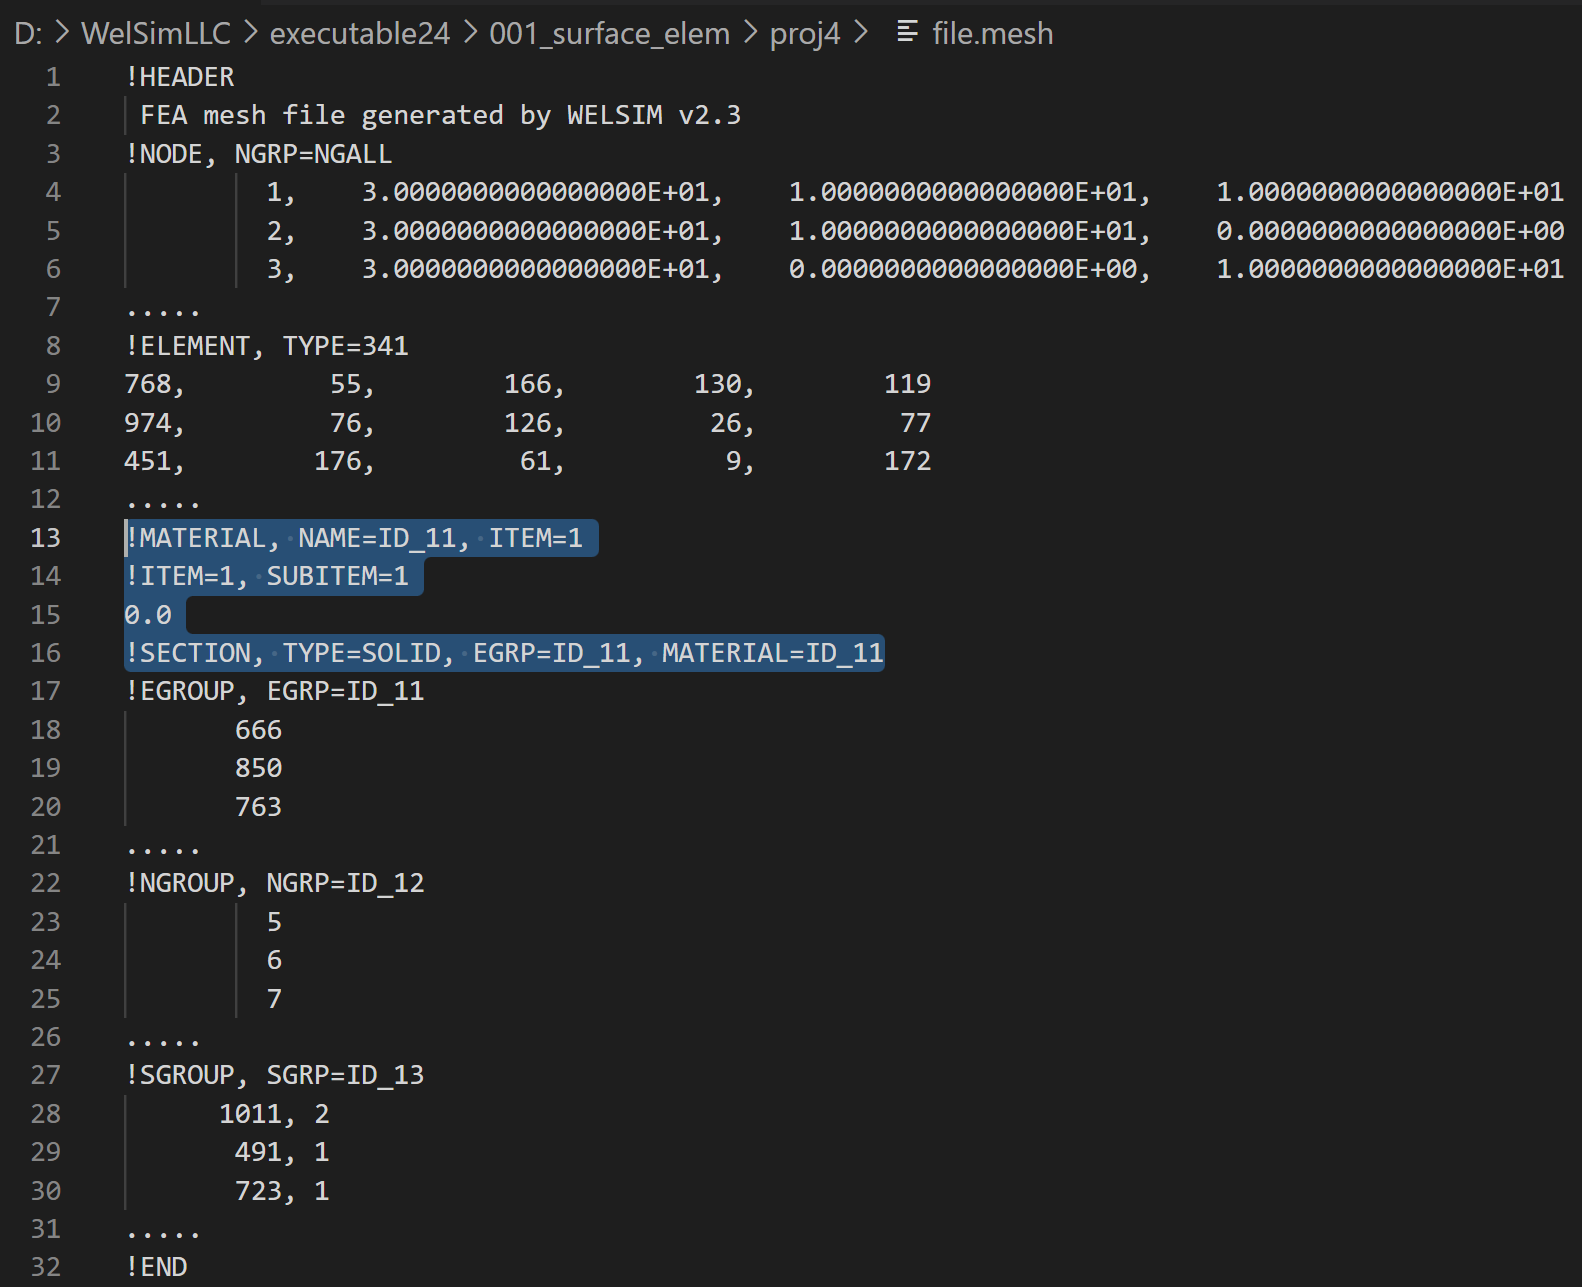 D: > WelSimLLC > executable24 > 001_surface_elem > proj4 > file.mesh
1 !HEADER
2 FEA mesh file generated by WELSIM v2.3
3 !NODE, NGRP=NGALL
4 1, 3.0000000000000000E+01, 1.0000000000000000E+01, 1.0000000000000000E+01
5 2, 3.0000000000000000E+01, 1.0000000000000000E+01, 0.0000000000000000E+00
6 3, 3.0000000000000000E+01, 0.0000000000000000E+00, 1.0000000000000000E+01
7 .....
8 !ELEMENT, TYPE=341
9 768, 55, 166, 130, 119
10 974, 76, 126, 26, 77
11 451, 176, 61, 9, 172
12 .....
13 !MATERIAL, NAME=ID_11, ITEM=1
14 !ITEM=1, SUBITEM=1
15 0.0
16 !SECTION, TYPE=SOLID, EGRP=ID_11, MATERIAL=ID_11
17 !EGROUP, EGRP=ID_11
18 666
19 850
20 763
21 .....
22 !NGROUP, NGRP=ID_12
23 5
24 6
25 7
26 .....
27 !SGROUP, SGRP=ID_13
28 1011, 2
29 491, 1
30 723, 1
31 .....
32 !END